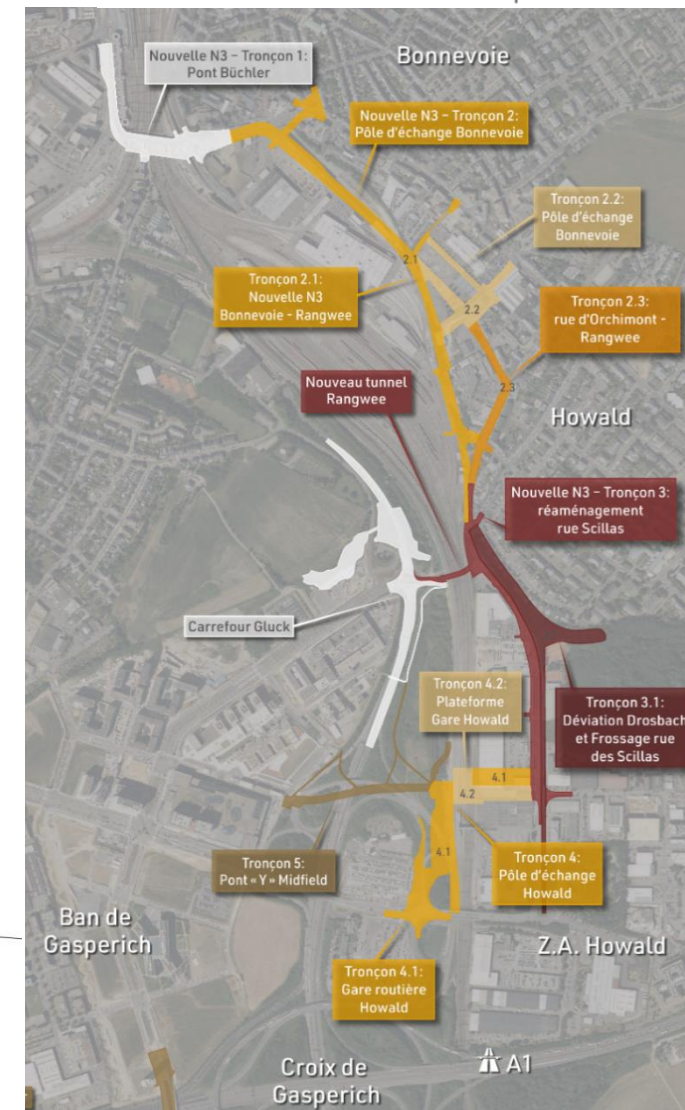 Bonnevoie
Nouvelle N3 – Tronçon 1:
Pont Büchler
Nouvelle N3 – Tronçon 2:
Pôle d'échange Bonnevoie
Tronçon 2.2:
Pôle d'échange
Bonnevoie
2.1
Tronçon 2.1:
Nouvelle N3
Bonnevoie - Rangwee
2.2
Tronçon 2.3:
rue d'Orchimont -
Rangwee
Nouveau tunnel
Rangwee
2.3
Howald
Nouvelle N3 – Tronçon 3:
réaménagement
rue Scillas
Carrefour Gluck
Tronçon 4.2:
Plateforme
Gare Howald
Tronçon 3.1:
Déviation Drosbach
et Frossage rue
des Scillas
4.1
4.2
4.1
Tronçon 5:
Pont «Y» Midfield
Tronçon 4:
Pôle d'échange
Howald
Ban de
Gasperich
Z.A. Howald
Tronçon 4.1:
Gare routière
Howald
A1
Croix de
Gasperich